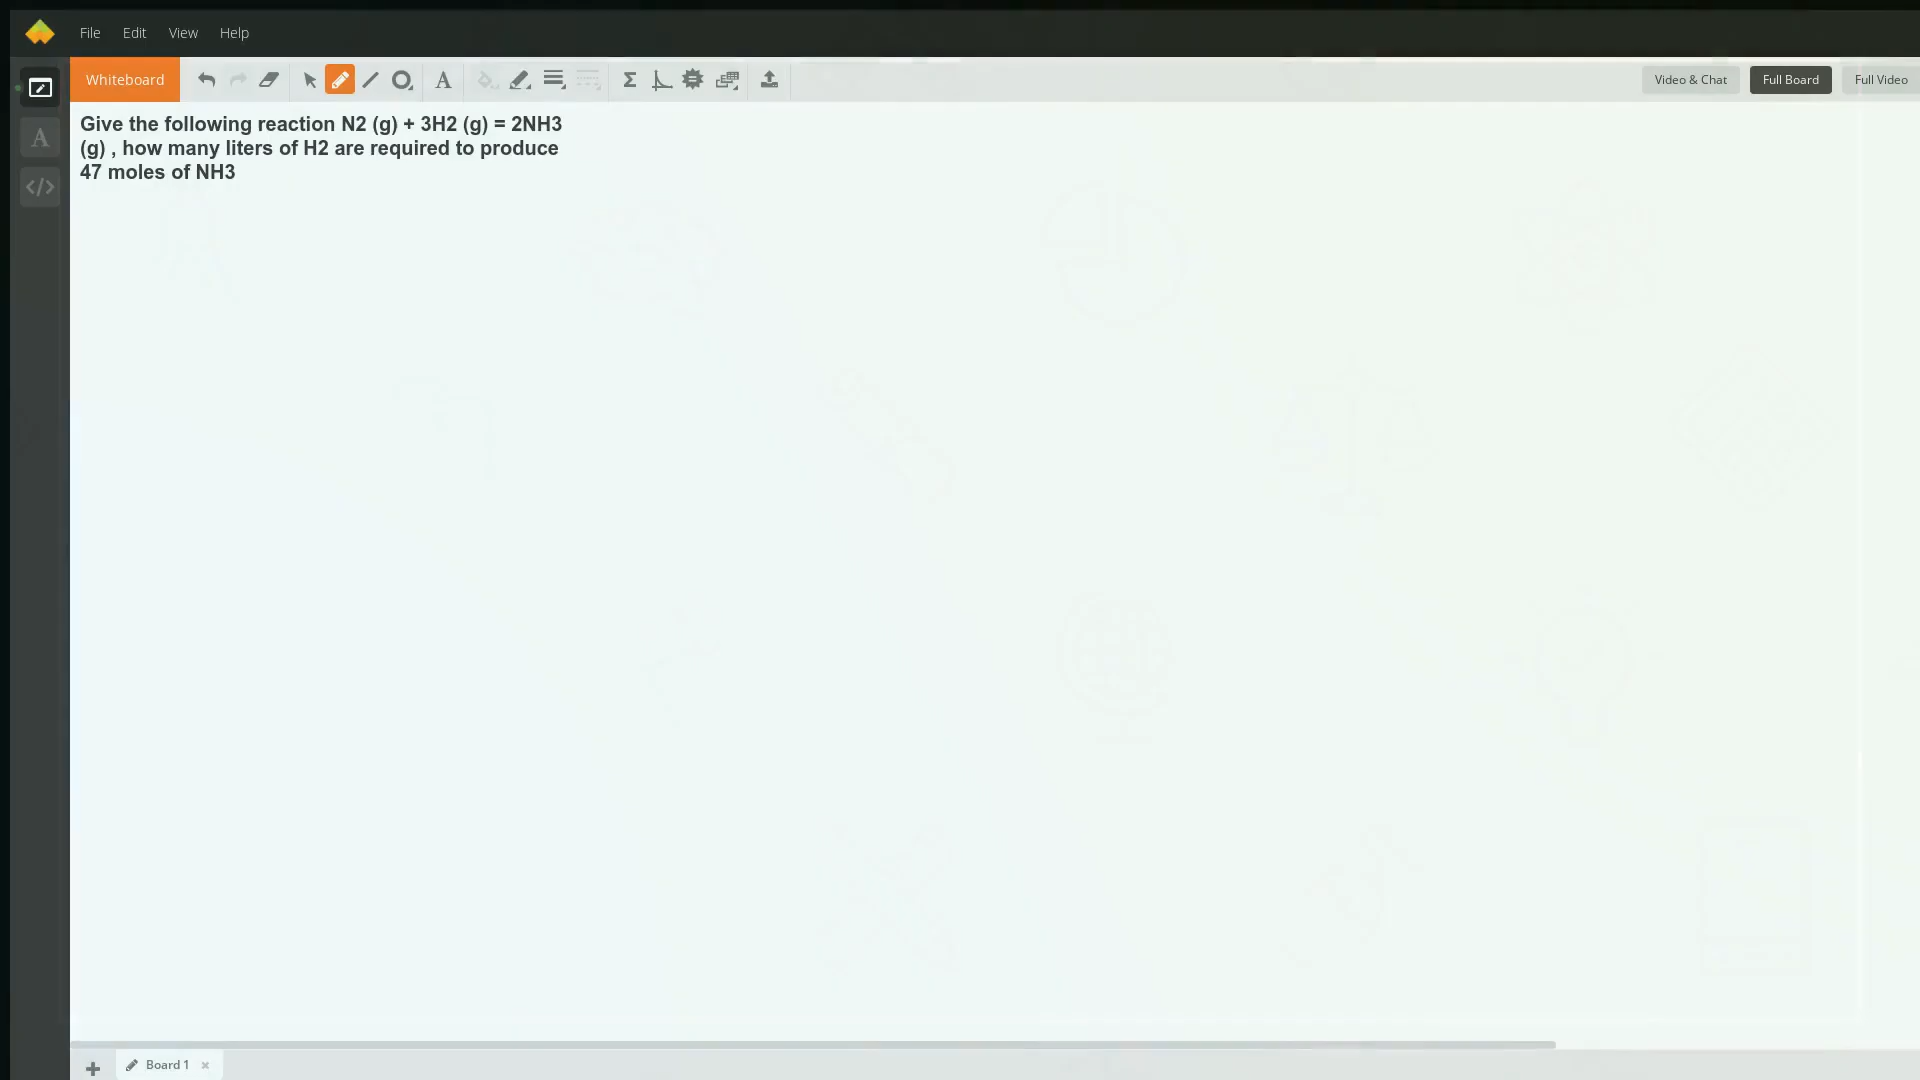 File Edit View Help
Whiteboard
A
Σ
Video & Chat
Full Board
Full Video
A
</>
Give the following reaction N2 (g) + 3H2 (g) = 2NH3
(g) , how many liters of H2 are required to produce
47 moles of NH3
Board 1